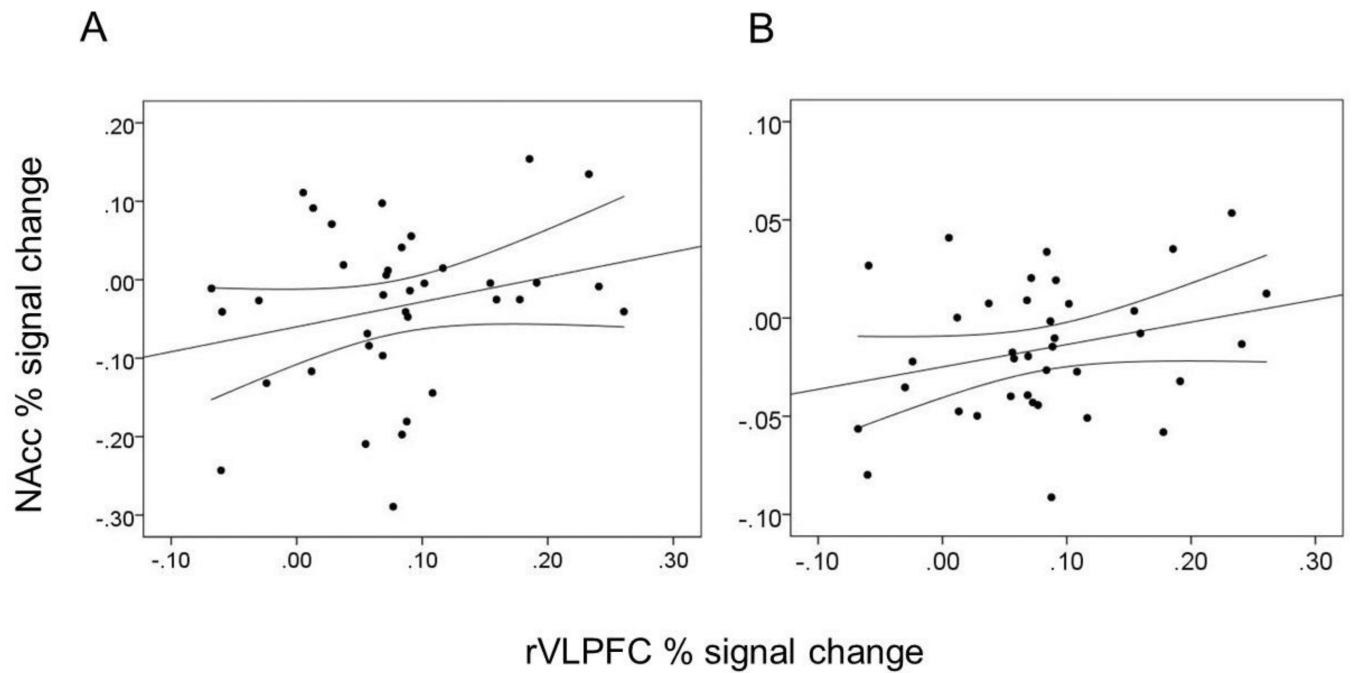 A
B
NAcc % signal change
.20
.10
.00
-.10
-.20
-.30
-.10 .00 .10 .20 .30
.10
.05
.00
-.05
-.10
-.10 .00 .10 .20 .30
rVLPFC % signal change